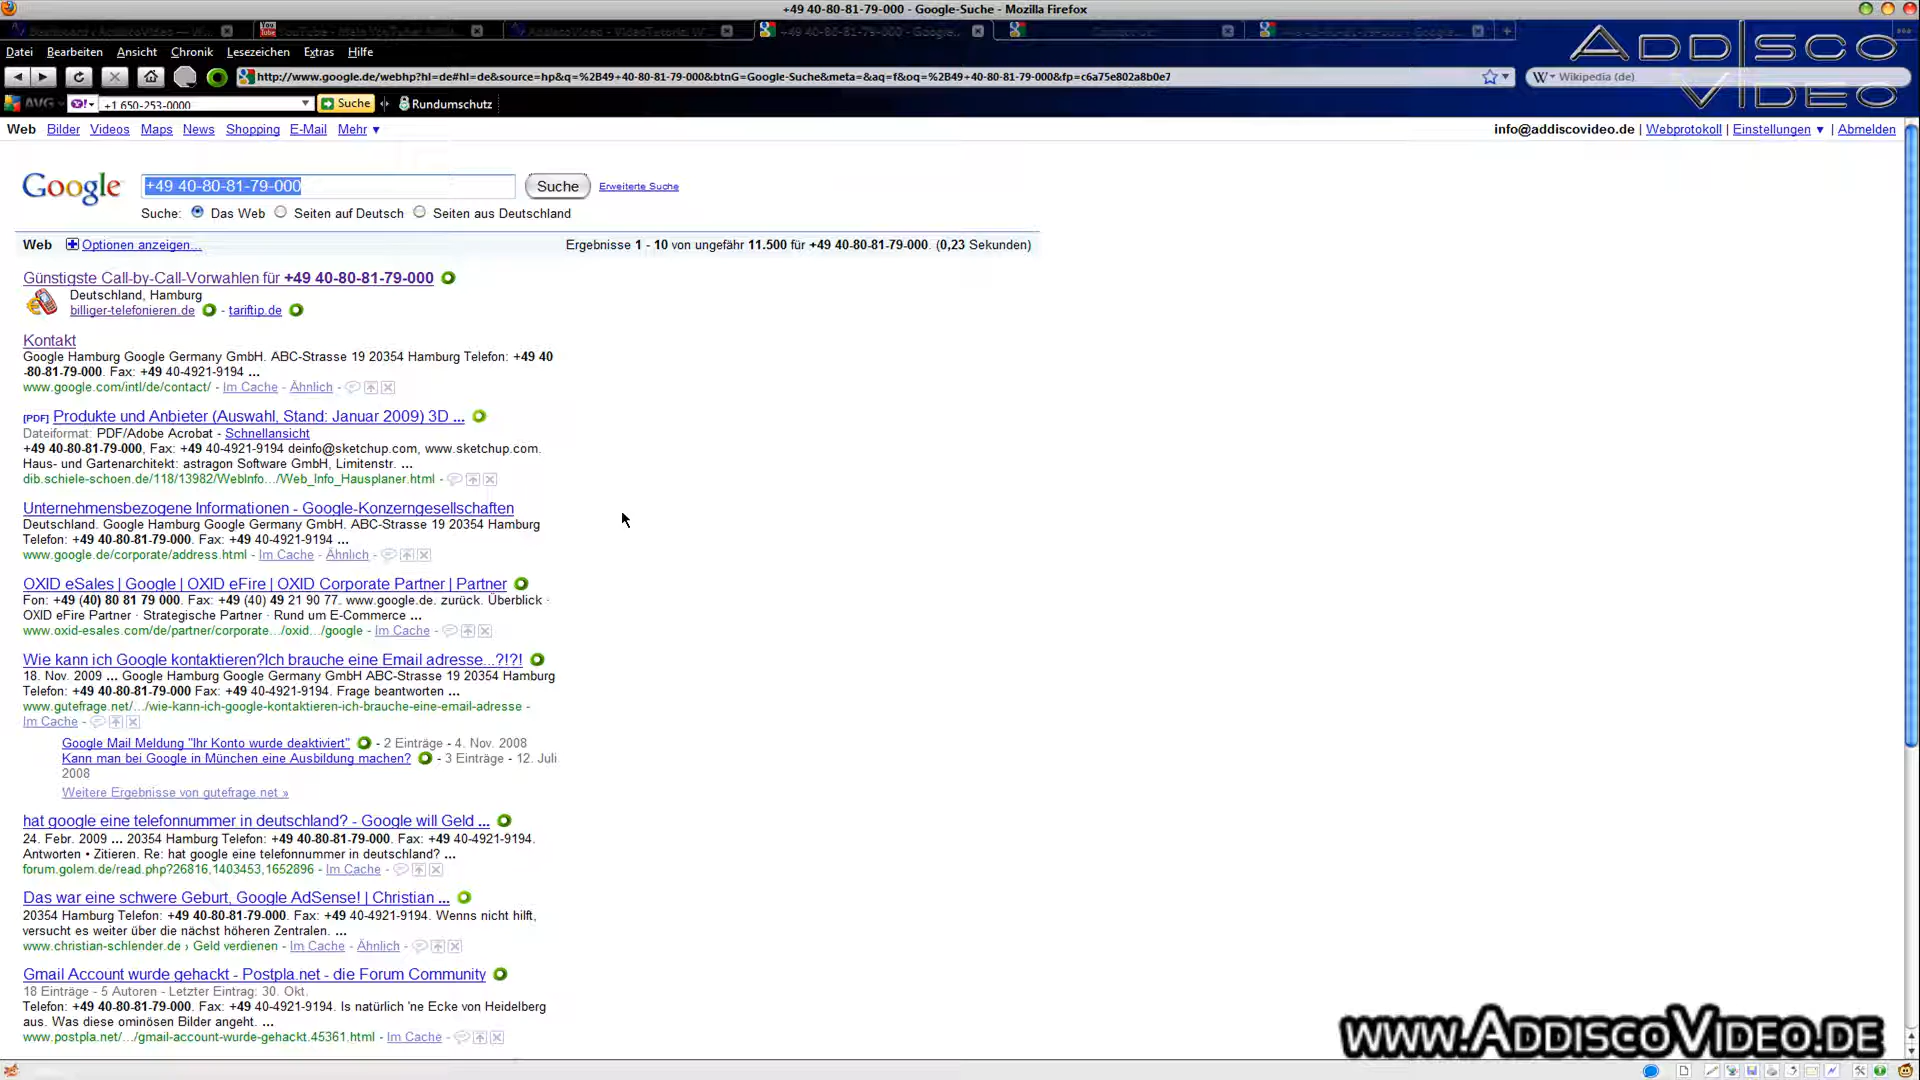 +49 40-80-81-79-000 - Google-Suche - Mozilla Firefox
+49 40-80-81-79-000 - Google...
Datei Bearbeiten Ansicht Chronik Lesezeichen Extras Hilfe
ADDISCO VIDEO
http://www.google.de/webhp?hl=de#hl=de&source=hp&q=%2B49+40-80-81-79-000&btnG=Google-Suche&meta=&aq=f&oq=%2B49+40-80-81-79-000&fp=c6a75e802a8b0e7
Wikipedia (de)
AVG +1 650-253-0000 Suche Rundumschutz
Web Bilder Videos Maps News Shopping E-Mail Mehr ▼
info@addiscovideo.de | Webprotokoll | Einstellungen ▼ | Abmelden
Google +49 40-80-81-79-000 Suche Erweiterte Suche
Suche: Das Web Seiten auf Deutsch Seiten aus Deutschland
Web Optionen anzeigen... Ergebnisse 1 - 10 von ungefähr 11.500 für +49 40-80-81-79-000. (0,23 Sekunden)
Günstigste Call-by-Call-Vorwahlen für +49 40-80-81-79-000
Deutschland, Hamburg
billiger-telefonieren.de - tariftip.de
Kontakt
Google Hamburg Google Germany GmbH. ABC-Strasse 19 20354 Hamburg Telefon: +49 40
-80-81-79-000. Fax: +49 40-4921-9194 ...
www.google.com/intl/de/contact/ - Im Cache - Ähnlich -
[PDF] Produkte und Anbieter (Auswahl, Stand: Januar 2009) 3D ...
Dateiformat: PDF/Adobe Acrobat - Schnellansicht
+49 40-80-81-79-000, Fax: +49 40-4921-9194 deinfo@sketchup.com, www.sketchup.com.
Haus- und Gartenarchitekt: astragon Software GmbH, Limitenstr. ...
dib.schiele-schoen.de/118/13982/WebInfo.../Web_Info_Hausplaner.html -
Unternehmensbezogene Informationen - Google-Konzerngesellschaften
Deutschland. Google Hamburg Google Germany GmbH. ABC-Strasse 19 20354 Hamburg
Telefon: +49 40-80-81-79-000. Fax: +49 40-4921-9194 ...
www.google.de/corporate/address.html - Im Cache - Ähnlich -
OXID eSales | Google | OXID eFire | OXID Corporate Partner | Partner
Fon: +49 (40) 80 81 79 000. Fax: +49 (40) 49 21 90 77. www.google.de. zurück. Überblick ·
OXID eFire Partner · Strategische Partner · Rund um E-Commerce ...
www.oxid-esales.com/de/partner/corporate.../oxid.../google - Im Cache -
Wie kann ich Google kontaktieren?Ich brauche eine Email adresse...?!?!
18. Nov. 2009 ... Google Hamburg Google Germany GmbH ABC-Strasse 19 20354 Hamburg
Telefon: +49 40-80-81-79-000 Fax: +49 40-4921-9194. Frage beantworten ...
www.gutefrage.net/.../wie-kann-ich-google-kontaktieren-ich-brauche-eine-email-adresse -
Im Cache -
Google Mail Meldung "Ihr Konto wurde deaktiviert" - 2 Einträge - 4. Nov. 2008
Kann man bei Google in München eine Ausbildung machen? - 3 Einträge - 12. Juli
2008
Weitere Ergebnisse von gutefrage.net »
hat google eine telefonnummer in deutschland? - Google will Geld ...
24. Febr. 2009 ... 20354 Hamburg Telefon: +49 40-80-81-79-000. Fax: +49 40-4921-9194.
Antworten • Zitieren. Re: hat google eine telefonnummer in deutschland? ...
forum.golem.de/read.php?26816,1403453,1652896 - Im Cache -
Das war eine schwere Geburt, Google AdSense! | Christian ...
20354 Hamburg Telefon: +49 40-80-81-79-000. Fax: +49 40-4921-9194. Wenns nicht hilft,
versucht es weiter über die nächst höheren Zentralen. ...
www.christian-schlender.de › Geld verdienen - Im Cache - Ähnlich -
Gmail Account wurde gehackt - Postpla.net - die Forum Community
18 Einträge - 5 Autoren - Letzter Eintrag: 30. Okt.
Telefon: +49 40-80-81-79-000. Fax: +49 40-4921-9194. Is natürlich 'ne Ecke von Heidelberg
aus. Was diese ominösen Bilder angeht. ...
www.postpla.net/.../gmail-account-wurde-gehackt.45361.html - Im Cache -
www.AddiscoVideo.de